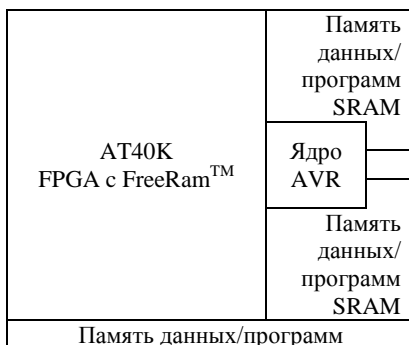 Память
данных/
программ
SRAM
AT40K
FPGA с FreeRam™
Ядро
AVR
Память
данных/
программ
SRAM
Память данных/программ